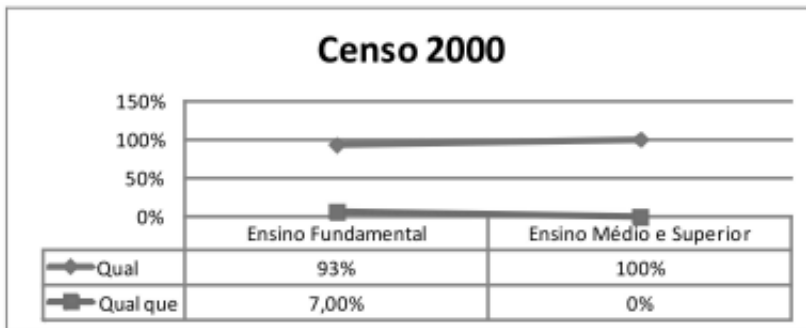 Censo 2000
150%
100%
50%
0%
Ensino Fundamental Ensino Médio e Superior
Qual 93% 100%
Qual que 7,00% 0%